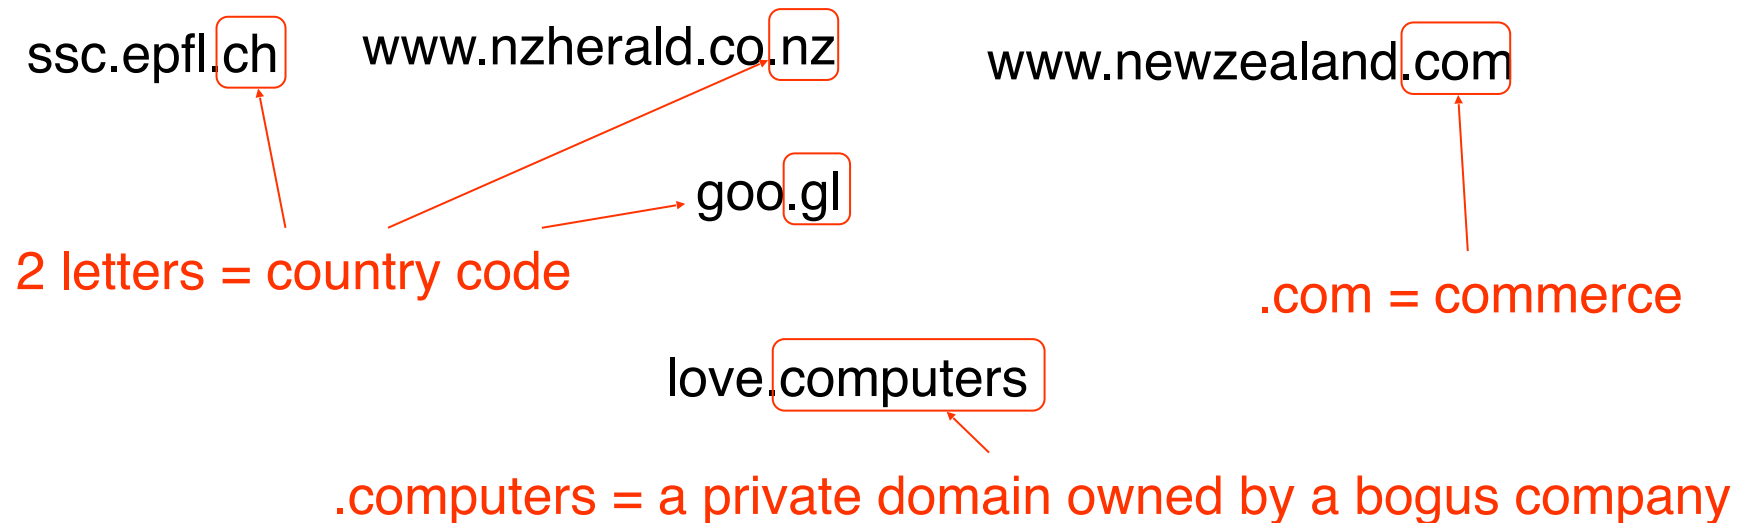 ssc.epfl.ch
www.nzherald.co.nz
www.newzealand.com
goo.gl
2 letters = country code
.com = commerce
love.computers
.computers = a private domain owned by a bogus company